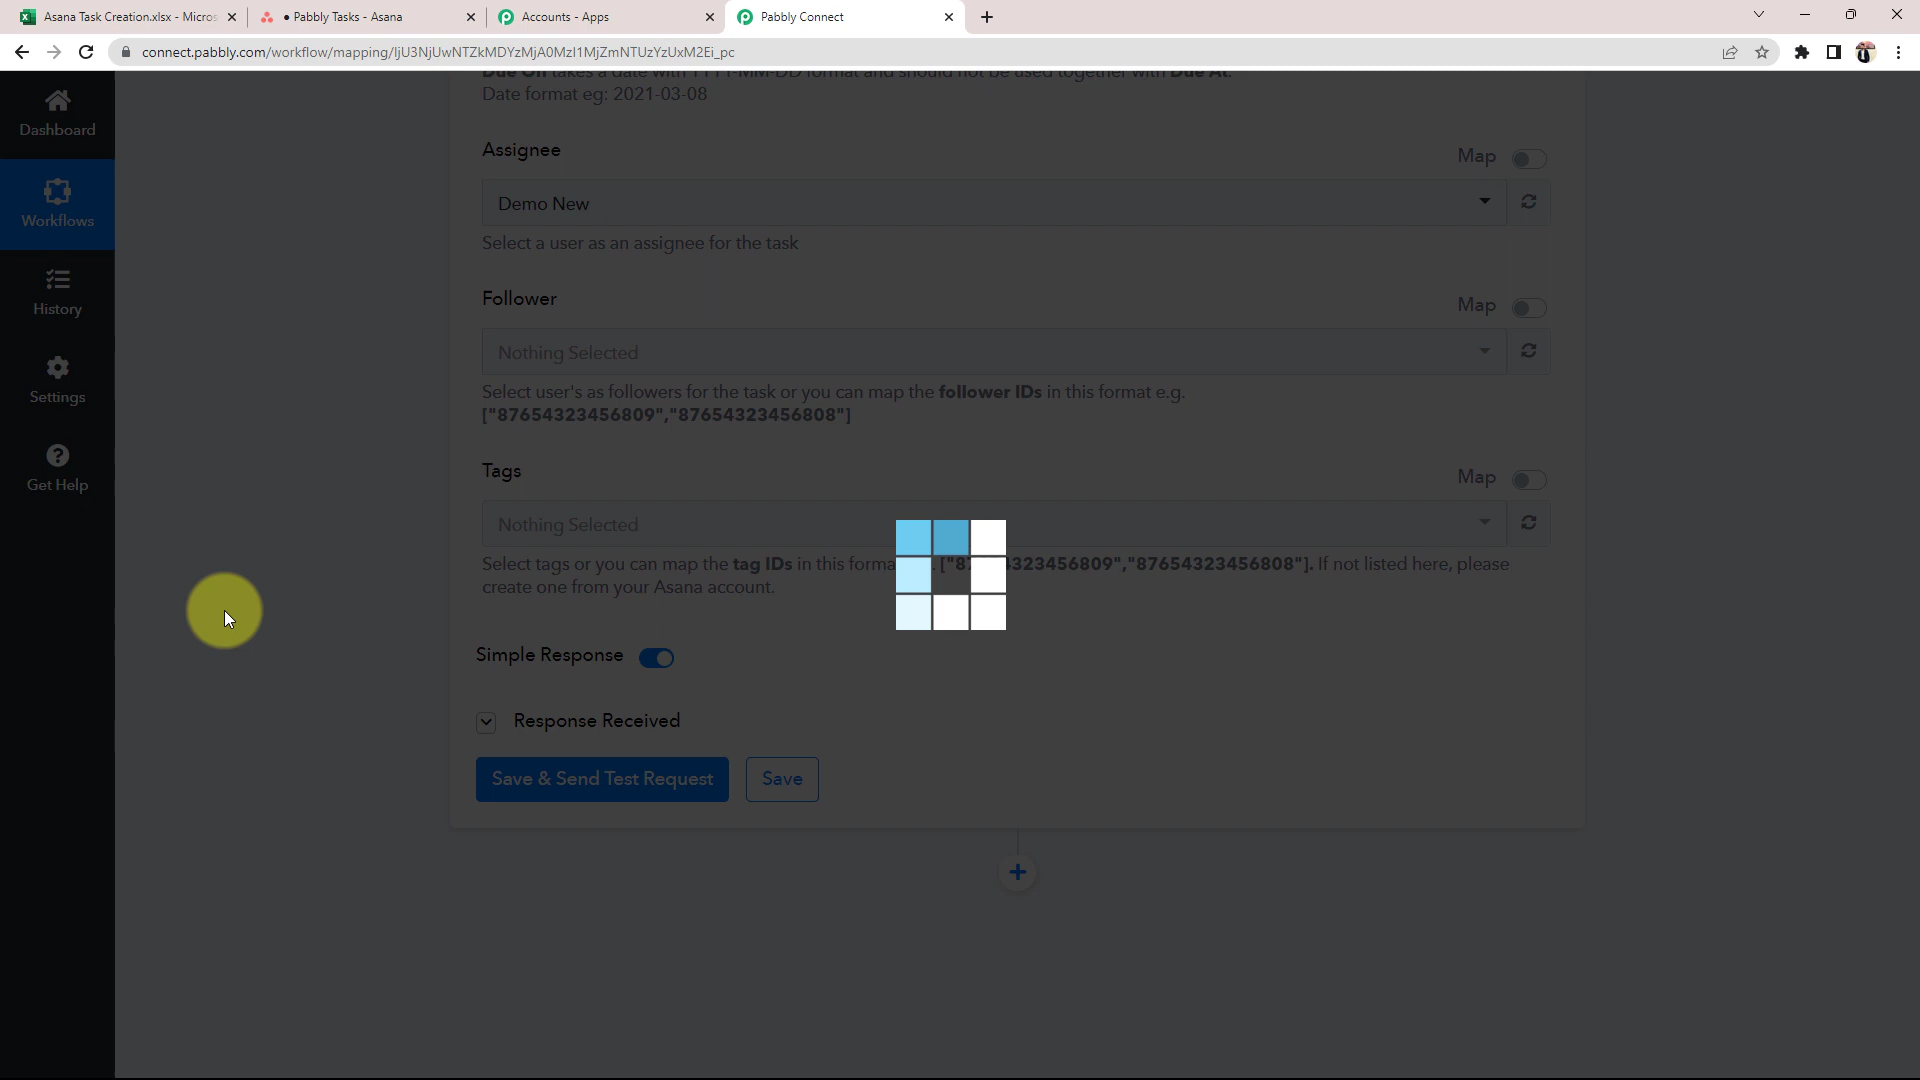 Asana Task Creation.xlsx - Micros
• Pabbly Tasks - Asana
Accounts - Apps
Pabbly Connect
connect.pabbly.com/workflow/mapping/IjU3NjUwNTZkMDYzMjA0MzI1MjZmNTUzYzUxM2Ei_pc
Due On takes a date with YYYY-MM-DD format and should not be used together with Due At.
Date format eg: 2021-03-08
Dashboard
Workflows
History
Settings
Get Help
Assignee
Map
Demo New
Select a user as an assignee for the task
Follower
Map
Nothing Selected
Select user's as followers for the task or you can map the follower IDs in this format e.g.
["87654323456809","87654323456808"]
Tags
Map
Nothing Selected
Select tags or you can map the tag IDs in this forma ["8 323456809","87654323456808"]. If not listed here, please
create one from your Asana account.
Simple Response
Response Received
Save & Send Test Request
Save